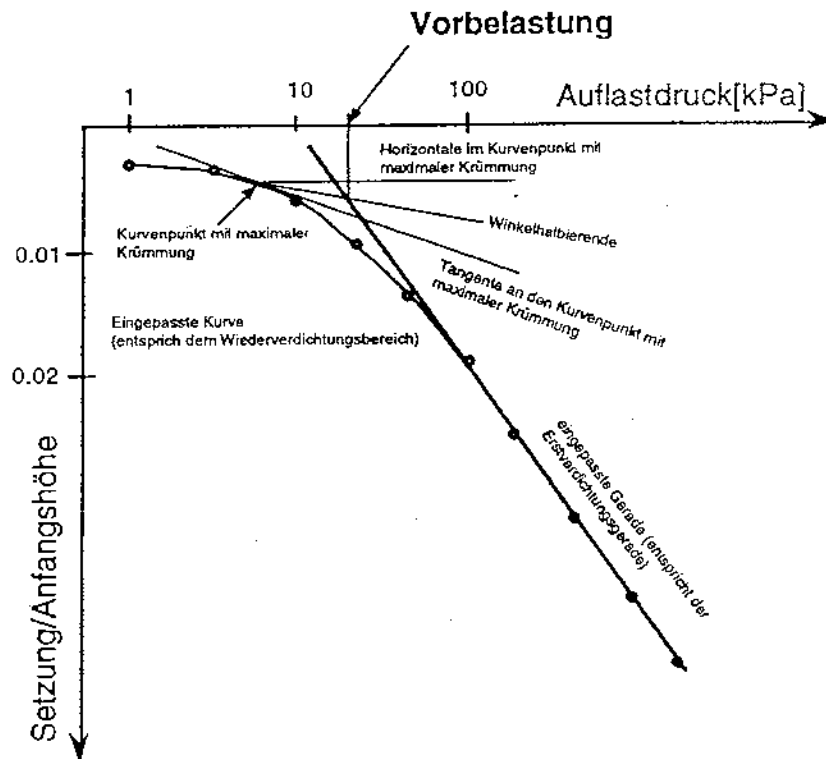 Vorbelastung
1
10
100
Auflastdruck[kPa]
Horizontale im Kurvenpunkt mit
maximaler Krümmung
Kurvenpunkt mit maximaler
Krümmung
Winkelhalbierende
0.01
Tangente an den Kurvenpunkt mit
maximaler Krümmung
Eingepasste Kurve
(entsprich dem Wiederverdichtungsbereich)
0.02
eingepasste Gerade (entspricht der
Erstverdichtungsgerade)
Setzung/Anfangshöhe